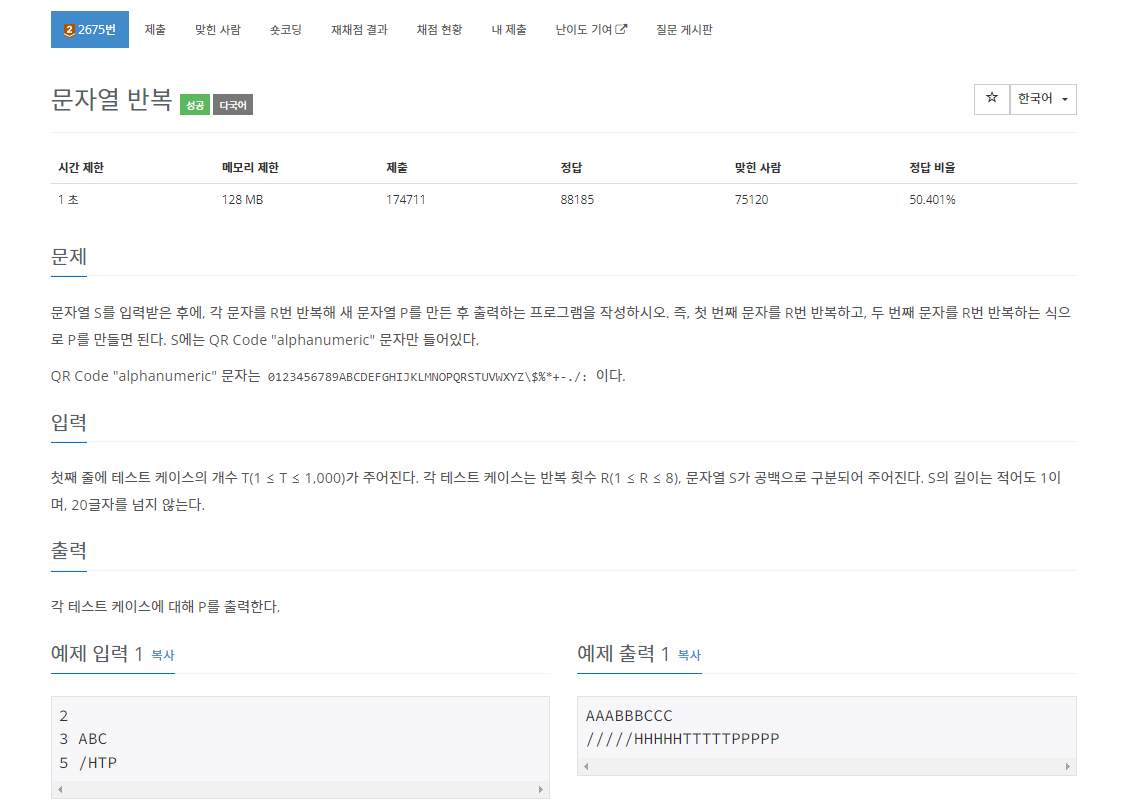 2 2675번 제출 맞힌 사람 숏코딩 재채점 결과 채점 현황 내 제출 난이도 기여 질문 게시판
문자열 반복 성공 다국어 ☆ 한국어
시간 제한 메모리 제한 제출 정답 맞힌 사람 정답 비율
1 초 128 MB 174711 88185 75120 50.401%
문제
문자열 S를 입력받은 후에, 각 문자를 R번 반복해 새 문자열 P를 만든 후 출력하는 프로그램을 작성하시오. 즉, 첫 번째 문자를 R번 반복하고, 두 번째 문자를 R번 반복하는 식으
로 P를 만들면 된다. S에는 QR Code "alphanumeric" 문자만 들어있다.
QR Code "alphanumeric" 문자는 0123456789ABCDEFGHIJKLMNOPQRSTUVWXYZ\$%*+-./: 이다.
입력
첫째 줄에 테스트 케이스의 개수 T(1 ≤ T ≤ 1,000)가 주어진다. 각 테스트 케이스는 반복 횟수 R(1 ≤ R ≤ 8), 문자열 S가 공백으로 구분되어 주어진다. S의 길이는 적어도 1이
며, 20글자를 넘지 않는다.
출력
각 테스트 케이스에 대해 P를 출력한다.
예제 입력 1 복사
2
3 ABC
5 /HTP
예제 출력 1 복사
AAABBBCCC
/////HHHHHTTTTTPPPPP